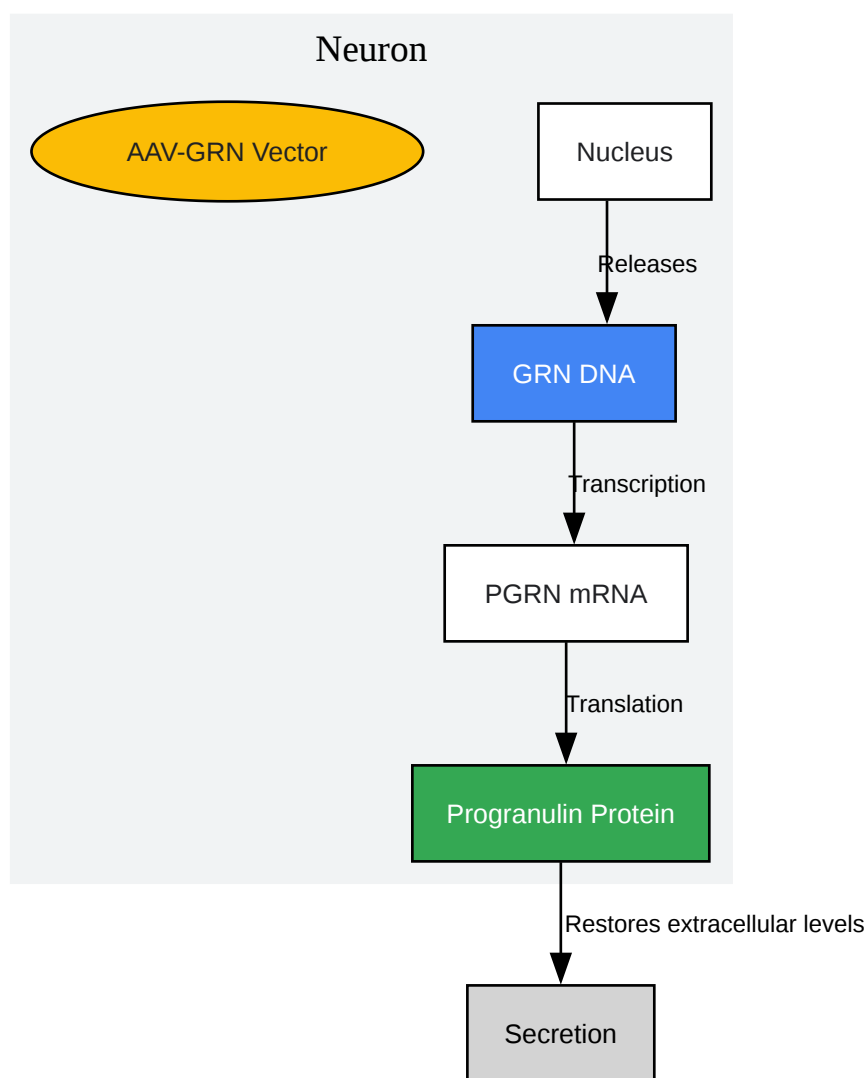 Neuron
AAV-GRN Vector
Nucleus
Releases
GRN DNA
Transcription
PGRN mRNA
Translation
Progranulin Protein
Restores extracellular levels
Secretion